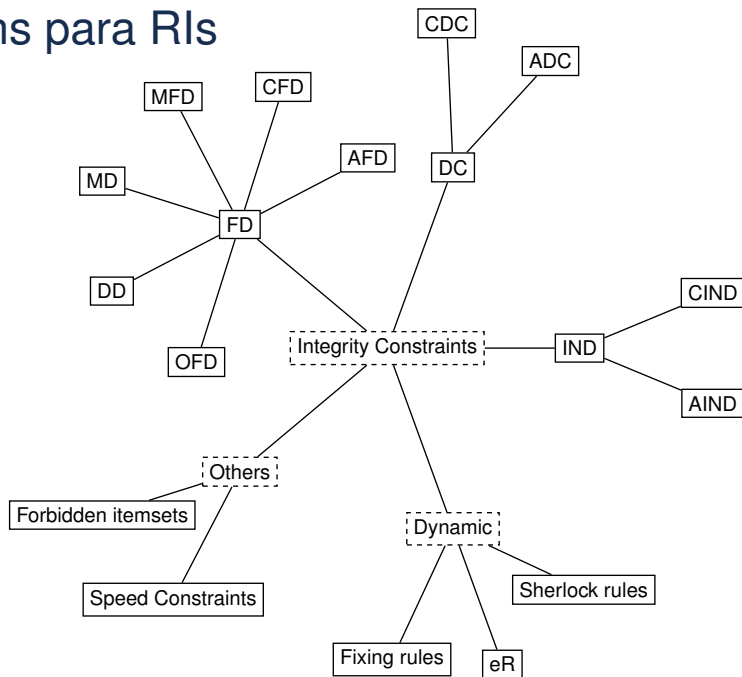 ns para RIs
CDC
ADC
MFD
CFD
AFD
DC
MD
FD
DD
CIND
Integrity Constraints
IND
OFD
AIND
Others
Forbidden itemsets
Dynamic
Speed Constraints
Sherlock rules
Fixing rules
eR